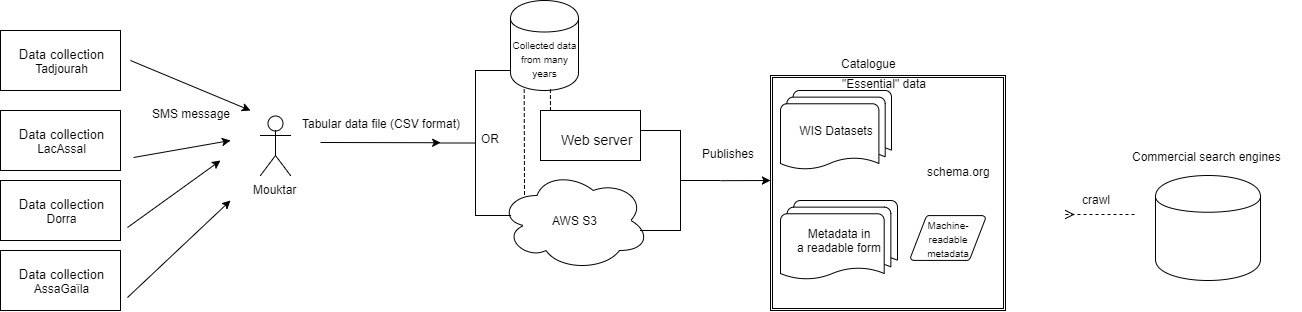 Data collection
Tadjourah
Data collection
LacAssal
Data collection
Dorra
Data collection
AssaGaïla
SMS message
Mouktar
Tabular data file (CSV format)
OR
Collected data
from many
years
Web server
AWS S3
Publishes
Catalogue
"Essential" data
WIS Datasets
schema.org
Metadata in
a readable form
Machine-
readable
metadata
crawl
Commercial search engines